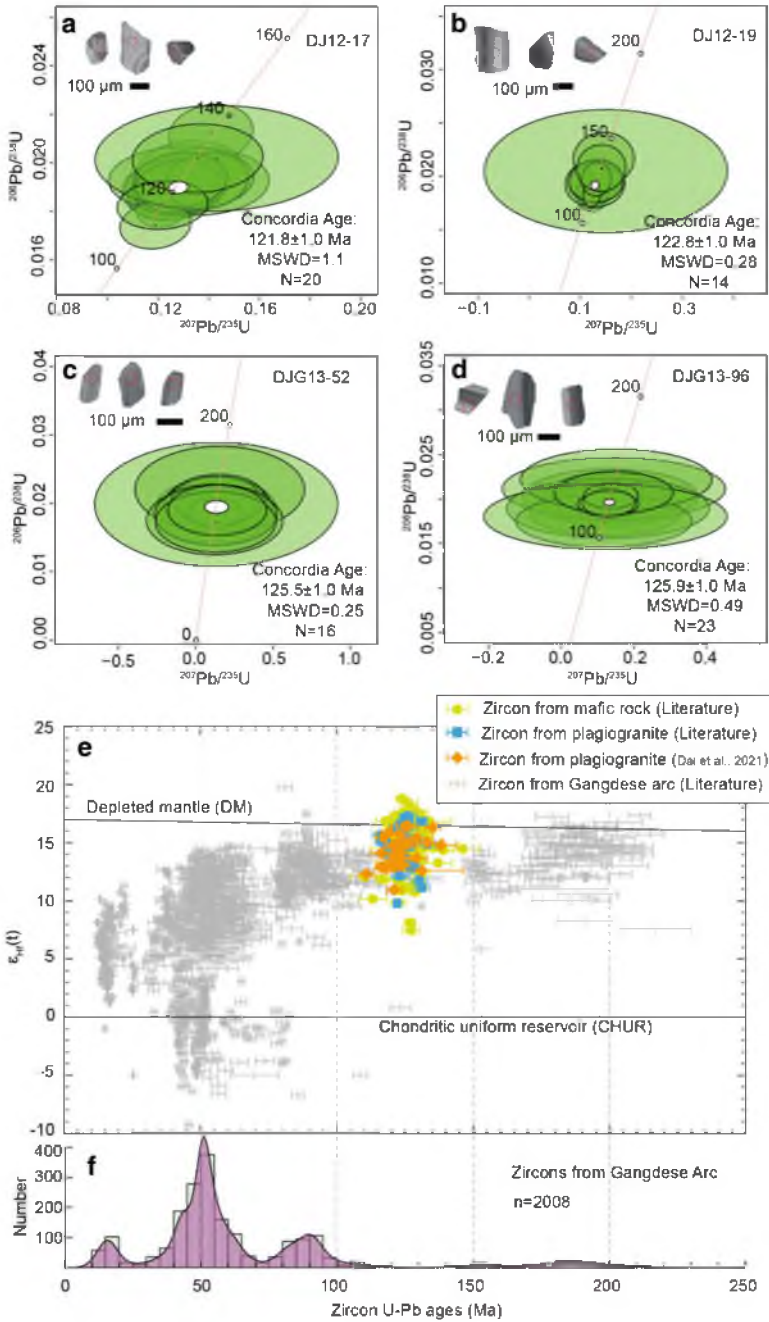 a
160
DJ12-17
100 µm
140
120
100
Concordia Age:
121.8±1.0 Ma
MSWD=1.1
N=20
0.024
0.020
0.016
206Pb/238U
0.08
0.12
0.16
0.20
207Pb/235U
b
200
DJ12-19
100 µm
150
100
Concordia Age:
122.8±1.0 Ma
MSWD=0.28
N=14
0.030
0.020
0.010
206Pb/238U
−0.1
0.1
0.3
207Pb/235U
c
DJG13-52
100 µm
200
0
Concordia Age:
125.5±1.0 Ma
MSWD=0.25
N=16
0.04
0.03
0.02
0.01
0.00
206Pb/238U
−0.5
0.0
0.5
1.0
207Pb/235U
d
DJG13-96
200
100 µm
100
Concordia Age:
125.9±1.0 Ma
MSWD=0.49
N=23
0.035
0.025
0.015
0.005
206Pb/238U
−0.2
0.0
0.2
0.4
207Pb/235U
Zircon from mafic rock (Literature)
Zircon from plagiogranite (Literature)
Zircon from plagiogranite (Dai et al., 2021)
Zircon from Gangdese arc (Literature)
e
25
20
15
10
5
0
-5
-10
εHf(t)
Depleted mantle (DM)
Chondritic uniform reservoir (CHUR)
f
400
300
200
100
Number
Zircons from Gangdese Arc
n=2008
0
50
100
150
200
250
Zircon U-Pb ages (Ma)